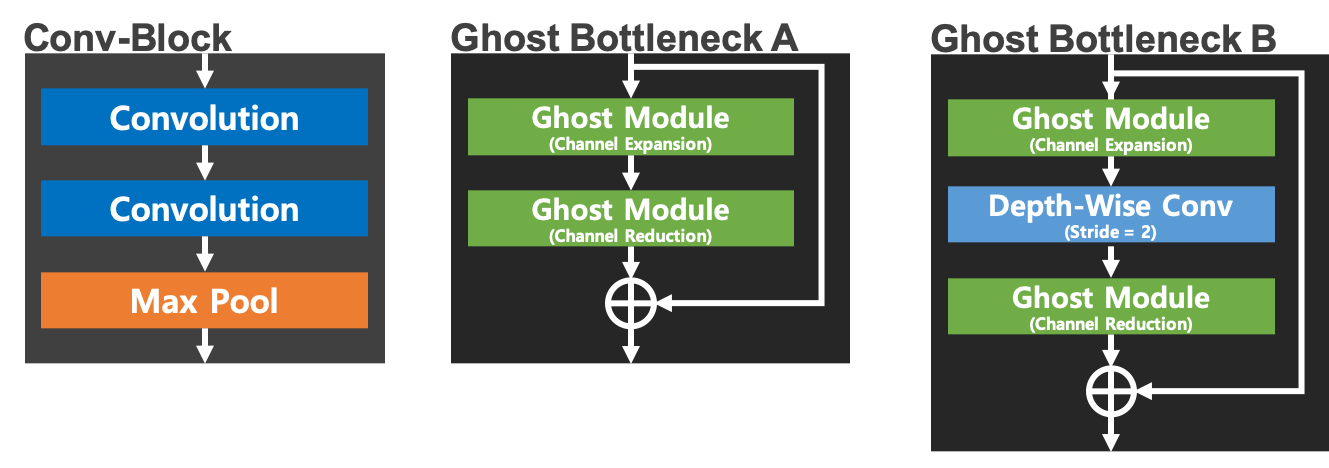 Conv-Block
Convolution
Convolution
Max Pool
Ghost Bottleneck A
Ghost Module
(Channel Expansion)
Ghost Module
(Channel Reduction)
Ghost Bottleneck B
Ghost Module
(Channel Expansion)
Depth-Wise Conv
(Stride = 2)
Ghost Module
(Channel Reduction)